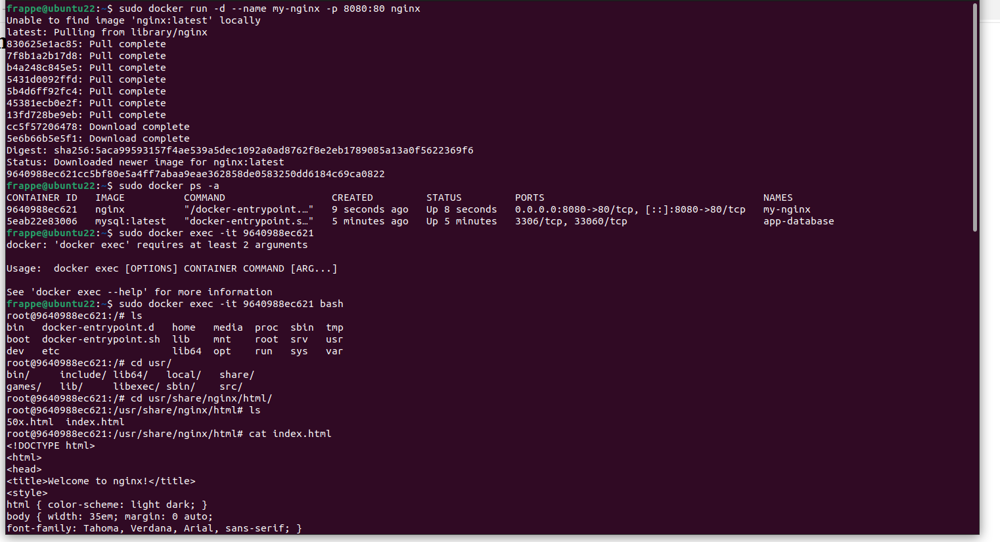 frappe@ubuntu22:~$ sudo docker run -d --name my-nginx -p 8080:80 nginx
Unable to find image 'nginx:latest' locally
latest: Pulling from library/nginx
830625e1ac85: Pull complete
7f8b1a2b17d8: Pull complete
b4a248c845e5: Pull complete
5431d0092ffd: Pull complete
5b4d6ff92fc4: Pull complete
45381ecb0e2f: Pull complete
13fd728be9eb: Pull complete
cc5f57206478: Download complete
5e6b66b5e5f1: Download complete
Digest: sha256:5aca99593157f4ae539a5dec1092a0ad8762f8e2eb1789085a13a0f5622369f6
Status: Downloaded newer image for nginx:latest
9640988ec621cc5bf80e5a4ff7abaa9eae362858de0583250dd6184c69ca0822
frappe@ubuntu22:~$ sudo docker ps -a
CONTAINER ID   IMAGE          COMMAND                  CREATED         STATUS         PORTS                                     NAMES
9640988ec621   nginx          "/docker-entrypoint.…"   9 seconds ago   Up 8 seconds   0.0.0.0:8080->80/tcp, [::]:8080->80/tcp   my-nginx
5eab22e83006   mysql:latest   "docker-entrypoint.s…"   5 minutes ago   Up 5 minutes   3306/tcp, 33060/tcp                       app-database
frappe@ubuntu22:~$ sudo docker exec -it 9640988ec621
docker: 'docker exec' requires at least 2 arguments
Usage:  docker exec [OPTIONS] CONTAINER COMMAND [ARG...]
See 'docker exec --help' for more information
frappe@ubuntu22:~$ sudo docker exec -it 9640988ec621 bash
root@9640988ec621:/# ls
bin   docker-entrypoint.d   home   media  proc  sbin  tmp
boot  docker-entrypoint.sh  lib    mnt    root  srv   usr
dev   etc                   lib64  opt    run   sys   var
root@9640988ec621:/# cd usr/
bin/     include/ lib64/   local/   share/
games/   lib/     libexec/ sbin/    src/
root@9640988ec621:/# cd usr/share/nginx/html/
root@9640988ec621:/usr/share/nginx/html# ls
50x.html  index.html
root@9640988ec621:/usr/share/nginx/html# cat index.html
<!DOCTYPE html>
<html>
<head>
<title>Welcome to nginx!</title>
<style>
html { color-scheme: light dark; }
body { width: 35em; margin: 0 auto;
font-family: Tahoma, Verdana, Arial, sans-serif; }